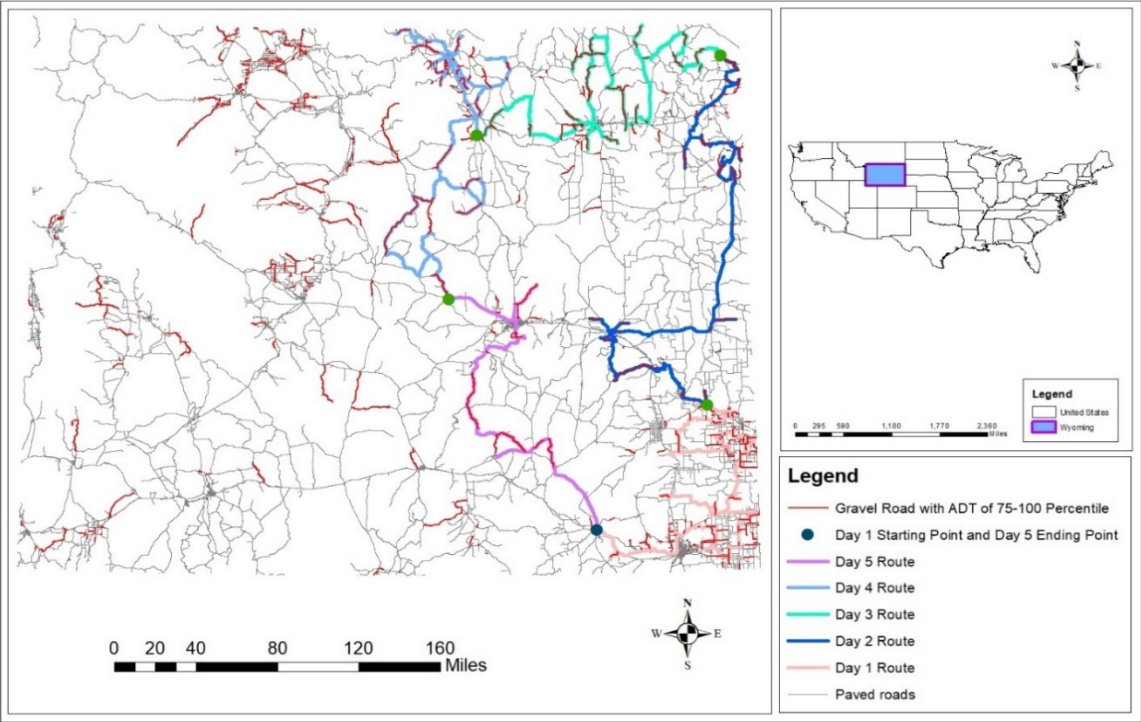 0 20 40 80 120 160
Miles
N
W E
S
N
W E
S
Legend
United States
Wyoming
0 295 590 1,180 1,770 2,360
Miles
Legend
Gravel Road with ADT of 75-100 Percentile
Day 1 Starting Point and Day 5 Ending Point
Day 5 Route
Day 4 Route
Day 3 Route
Day 2 Route
Day 1 Route
Paved roads